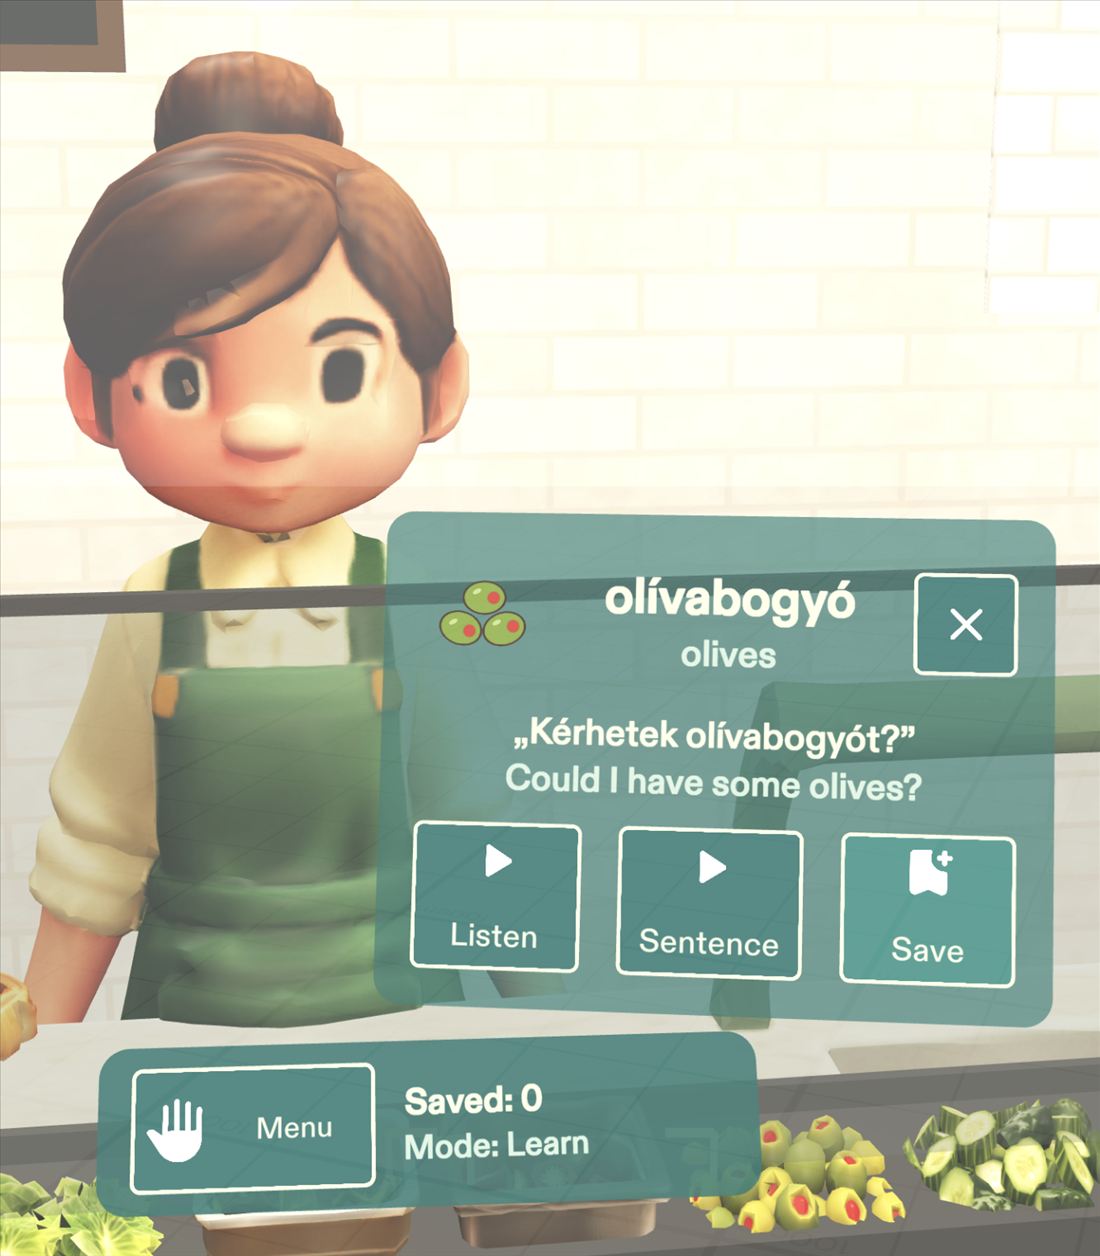 olívabogyó
olives
„Kérhetek olívabogyót?”
Could I have some olives?
Listen
Sentence
Save
Menu
Saved: 0
Mode: Learn